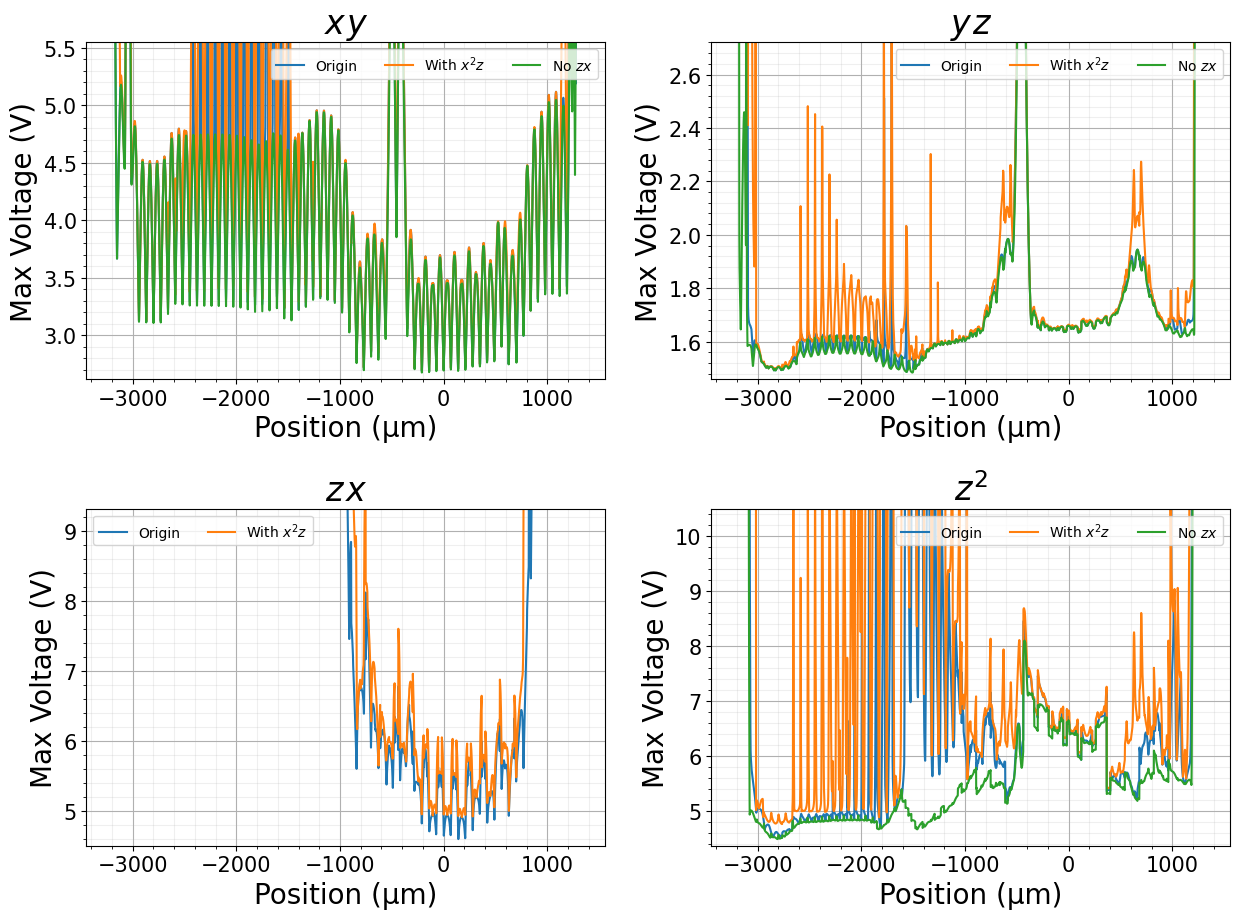 xy
Max Voltage (V)
5.5
5.0
4.5
4.0
3.5
3.0
Origin With x²z No zx
−3000 −2000 −1000 0 1000
Position (μm)
yz
Max Voltage (V)
2.6
2.4
2.2
2.0
1.8
1.6
Origin With x²z No zx
−3000 −2000 −1000 0 1000
Position (μm)
zx
Max Voltage (V)
9
8
7
6
5
Origin With x²z
−3000 −2000 −1000 0 1000
Position (μm)
z²
Max Voltage (V)
10
9
8
7
6
5
Origin With x²z No zx
−3000 −2000 −1000 0 1000
Position (μm)